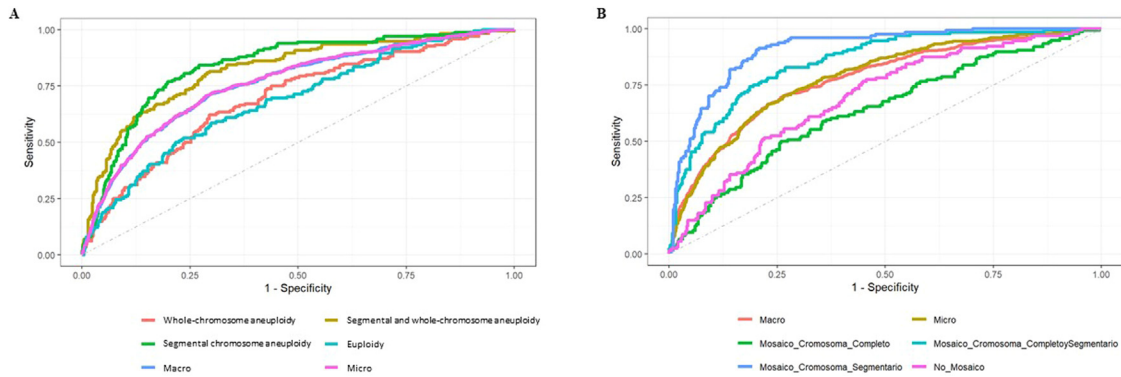 A
B
1.00
0.75
0.50
0.25
0.00
Sensitivity
0.00 0.25 0.50 0.75 1.00
1 - Specificity
Whole-chromosome aneuploidy
Segmental and whole-chromosome aneuploidy
Segmental chromosome aneuploidy
Euploidy
Macro
Micro
1.00
0.75
0.50
0.25
0.00
Sensitivity
0.00 0.25 0.50 0.75 1.00
1 - Specificity
Macro
Micro
Mosaico_Cromosoma_Completo
Mosaico_Cromosoma_CompletoySegmentario
Mosaico_Cromosoma_Segmentario
No_Mosaico